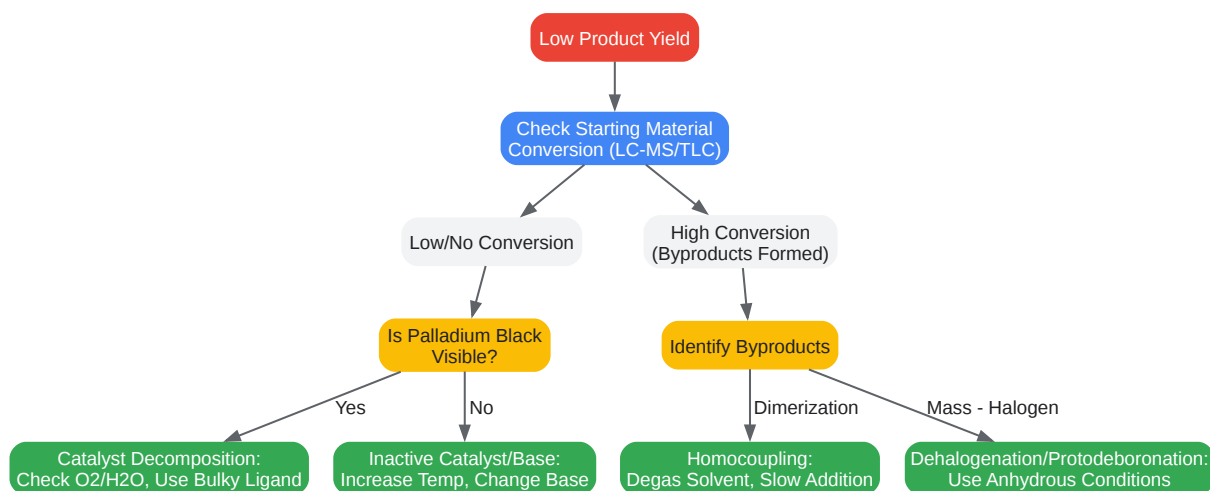 Low Product Yield
Check Starting Material
Conversion (LC-MS/TLC)
Low/No Conversion
High Conversion
(Byproducts Formed)
Is Palladium Black
Visible?
Identify Byproducts
Yes
No
Dimerization
Mass - Halogen
Catalyst Decomposition:
Check O2/H2O, Use Bulky Ligand
Inactive Catalyst/Base:
Increase Temp, Change Base
Homocoupling:
Degas Solvent, Slow Addition
Dehalogenation/Protodeboronation:
Use Anhydrous Conditions